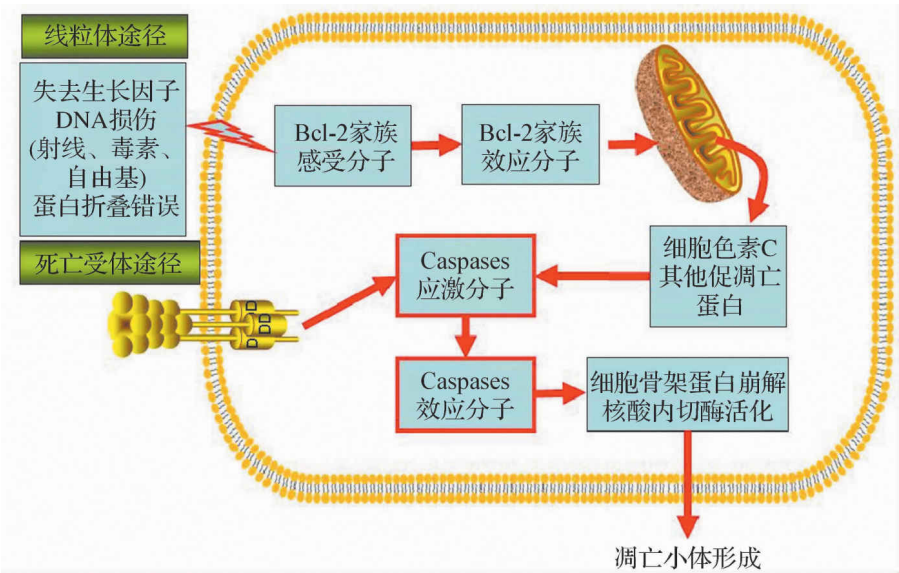 线粒体途径
失去生长因子
DNA损伤
(射线、毒素、
自由基)
蛋白折叠错误
Bcl-2家族
感受分子
Bcl-2家族
效应分子
死亡受体途径
细胞色素C
其他促凋亡
蛋白
Caspases
应激分子
DD
D
D
Caspases
效应分子
细胞骨架蛋白崩解
核酸内切酶活化
凋亡小体形成